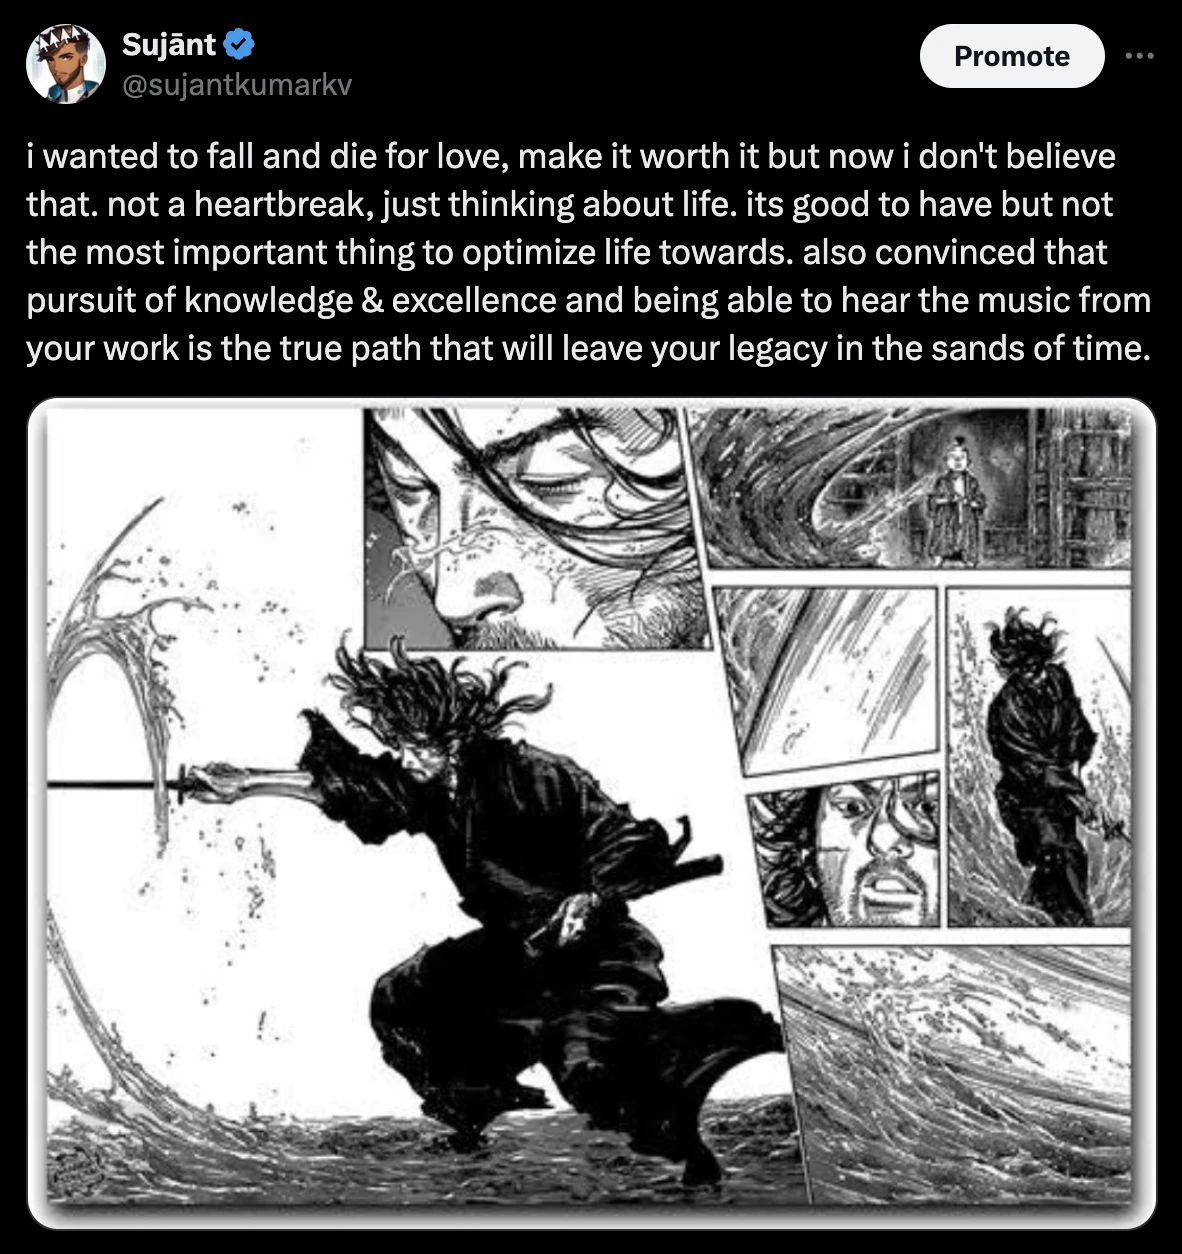 Sujānt
@sujantkumarkv
Promote
i wanted to fall and die for love, make it worth it but now i don't believe
that. not a heartbreak, just thinking about life. its good to have but not
the most important thing to optimize life towards. also convinced that
pursuit of knowledge & excellence and being able to hear the music from
your work is the true path that will leave your legacy in the sands of time.